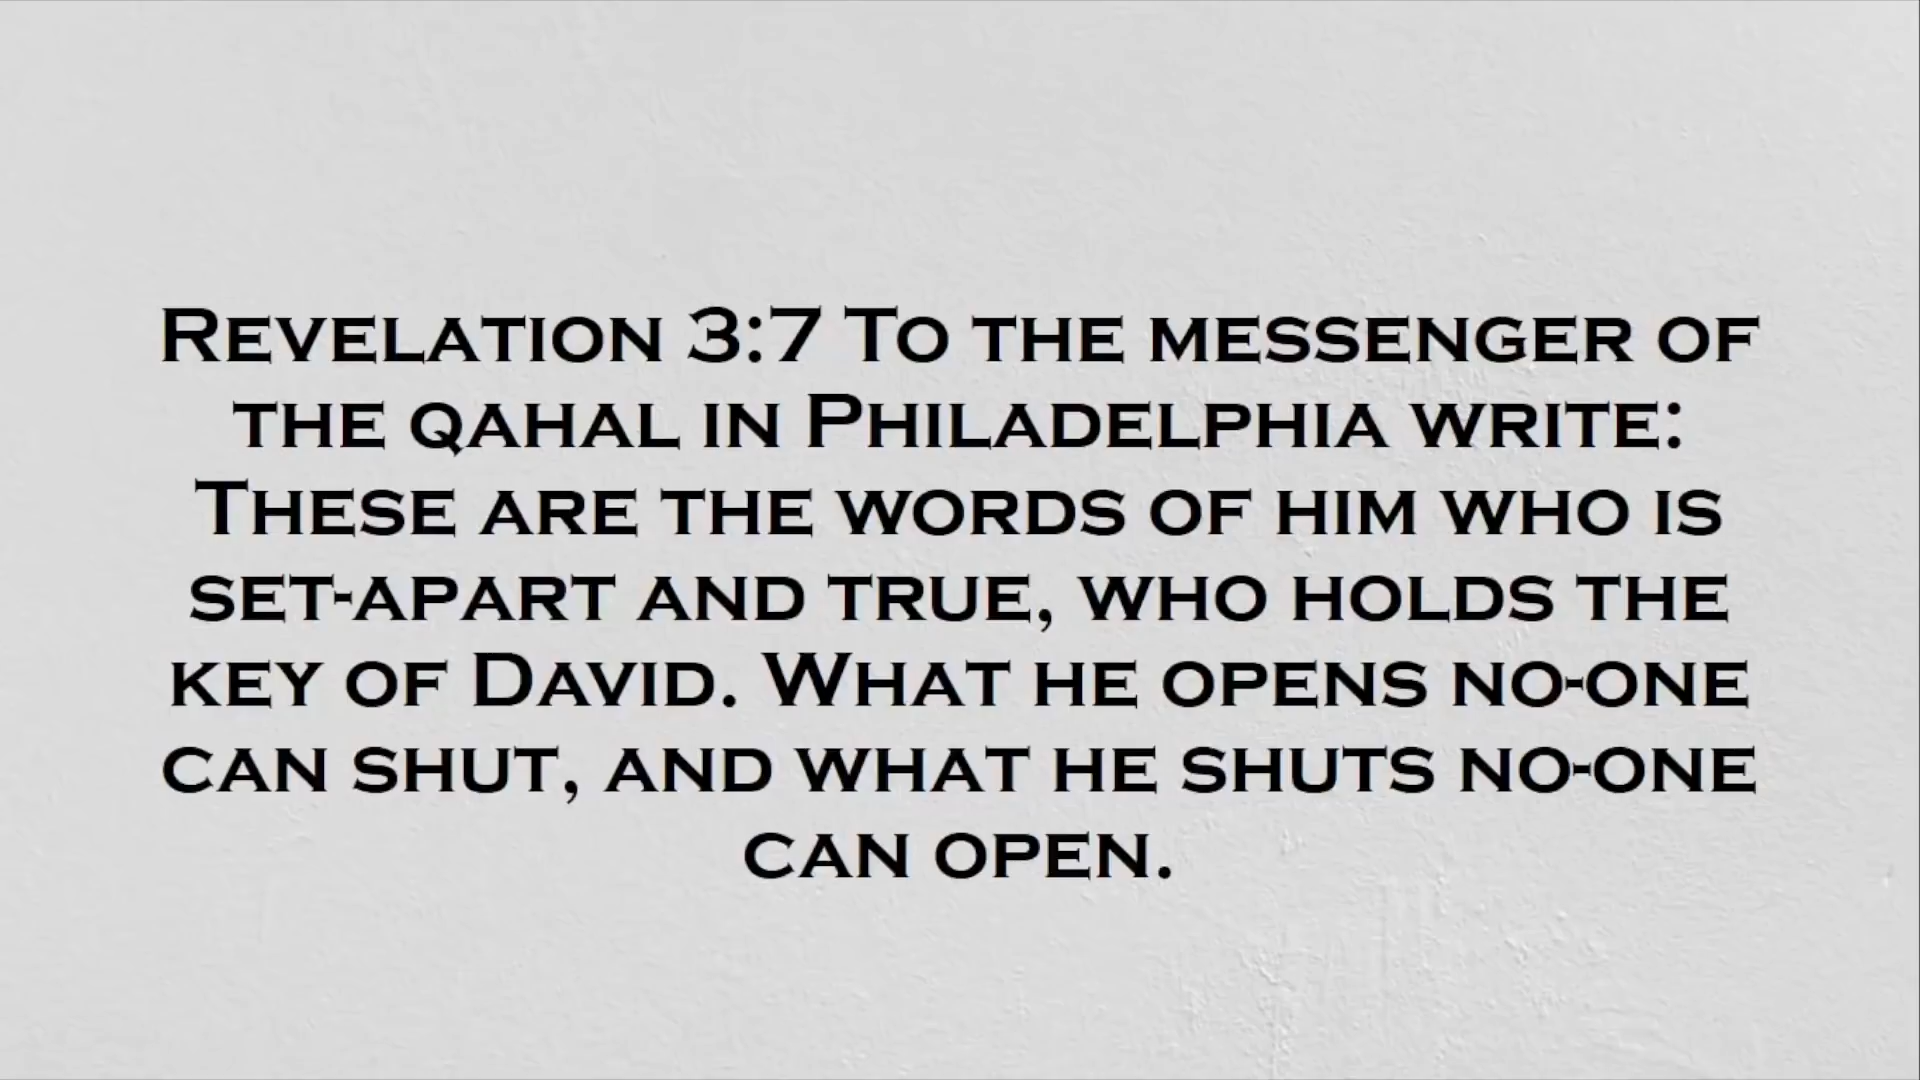 Revelation 3:7 To the messenger of
the qahal in Philadelphia write:
These are the words of him who is
set-apart and true, who holds the
key of David. What he opens no-one
can shut, and what he shuts no-one
can open.